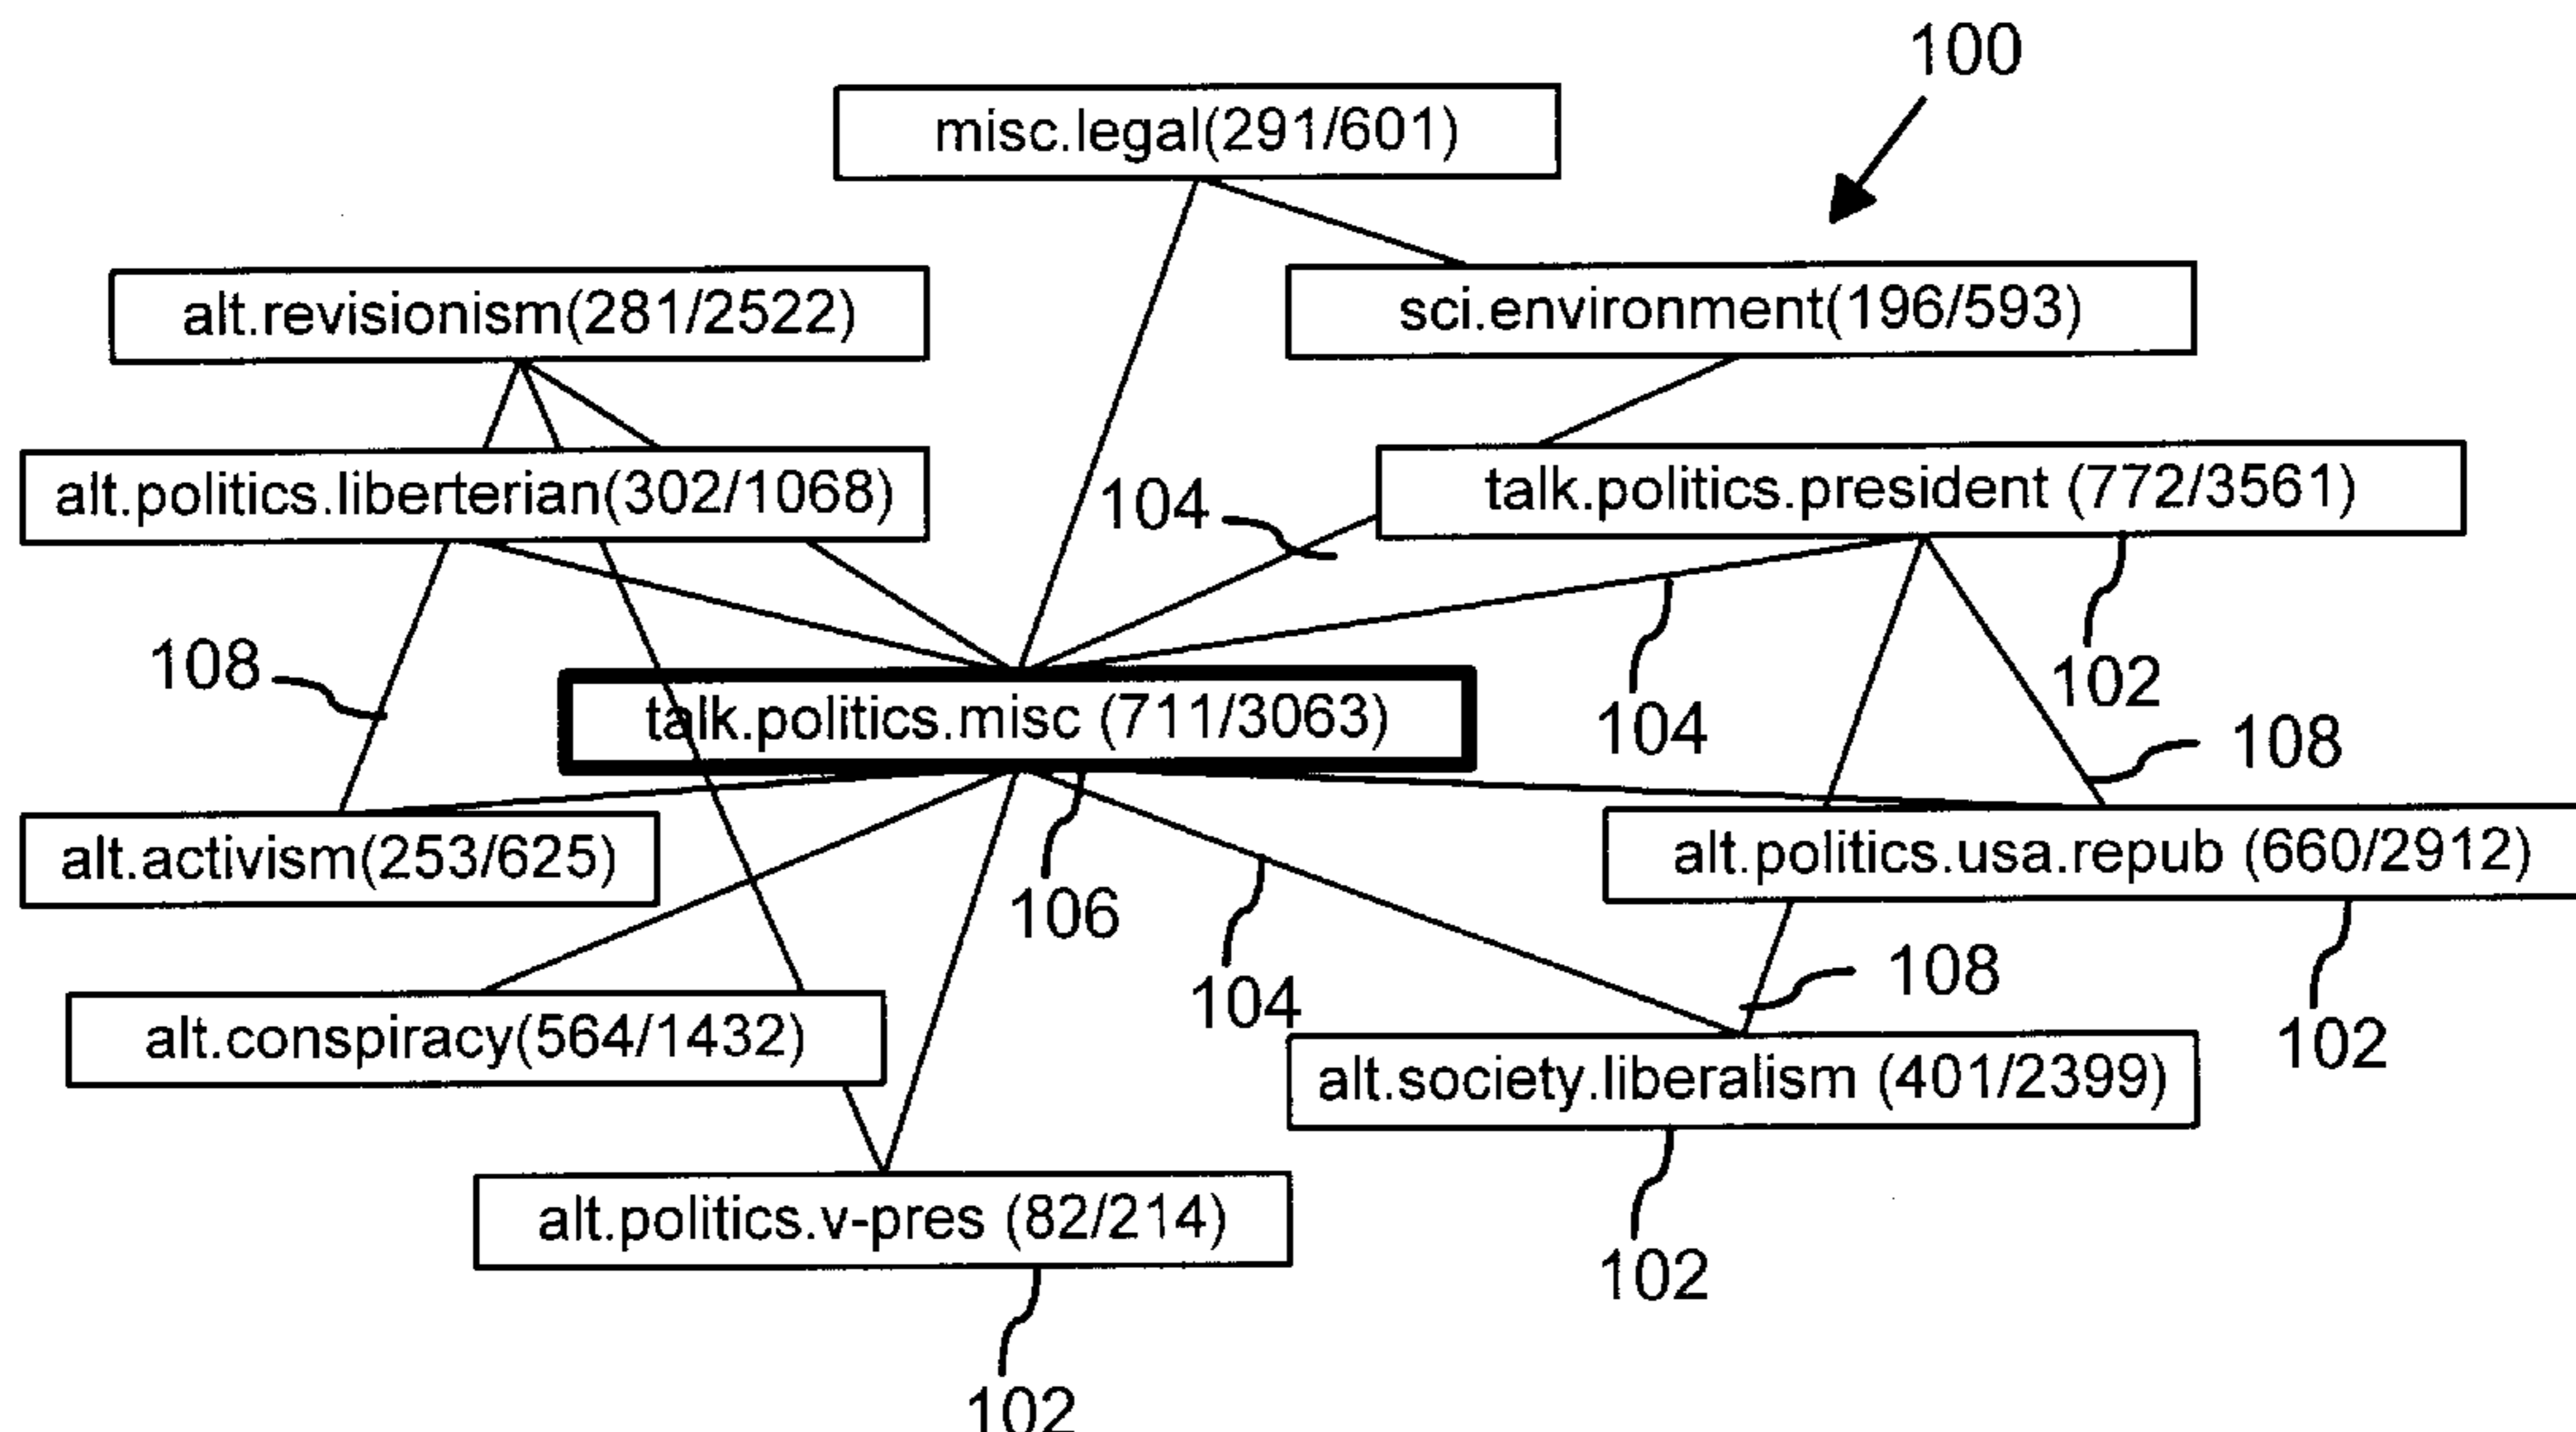 100
misc.legal(291/601)
alt.revisionism(281/2522)
sci.environment(196/593)
alt.politics.liberterian(302/1068)
104
talk.politics.president (772/3561)
108
102
talk.politics.misc (711/3063)
104
108
alt.activism(253/625)
106
alt.politics.usa.repub (660/2912)
104
108
102
alt.conspiracy(564/1432)
alt.society.liberalism (401/2399)
alt.politics.v-pres (82/214)
102
102